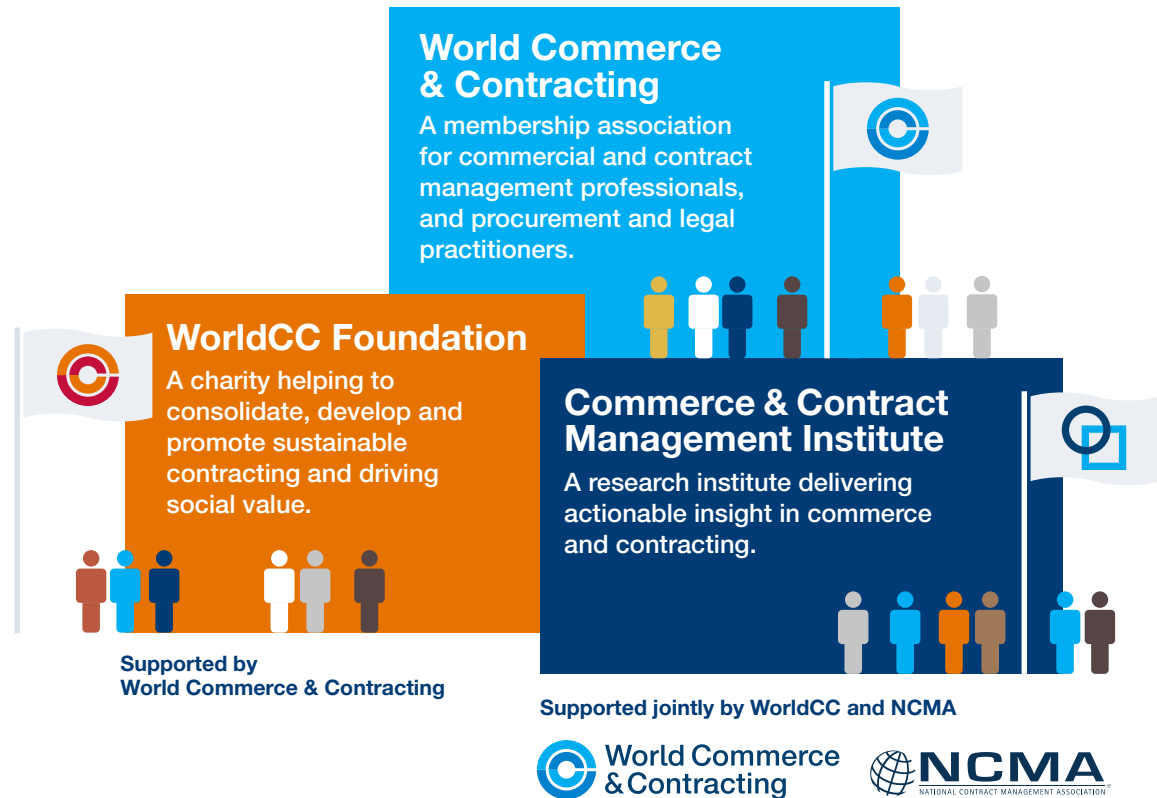 World Commerce
& Contracting
A membership association
for commercial and contract
management professionals,
and procurement and legal
practitioners.
WorldCC Foundation
A charity helping to
consolidate, develop and
promote sustainable
contracting and driving
social value.
Supported by
World Commerce & Contracting
Commerce & Contract
Management Institute
A research institute delivering
actionable insight in commerce
and contracting.
Supported jointly by WorldCC and NCMA
World Commerce
& Contracting
NCMA
NATIONAL CONTRACT MANAGEMENT ASSOCIATION®